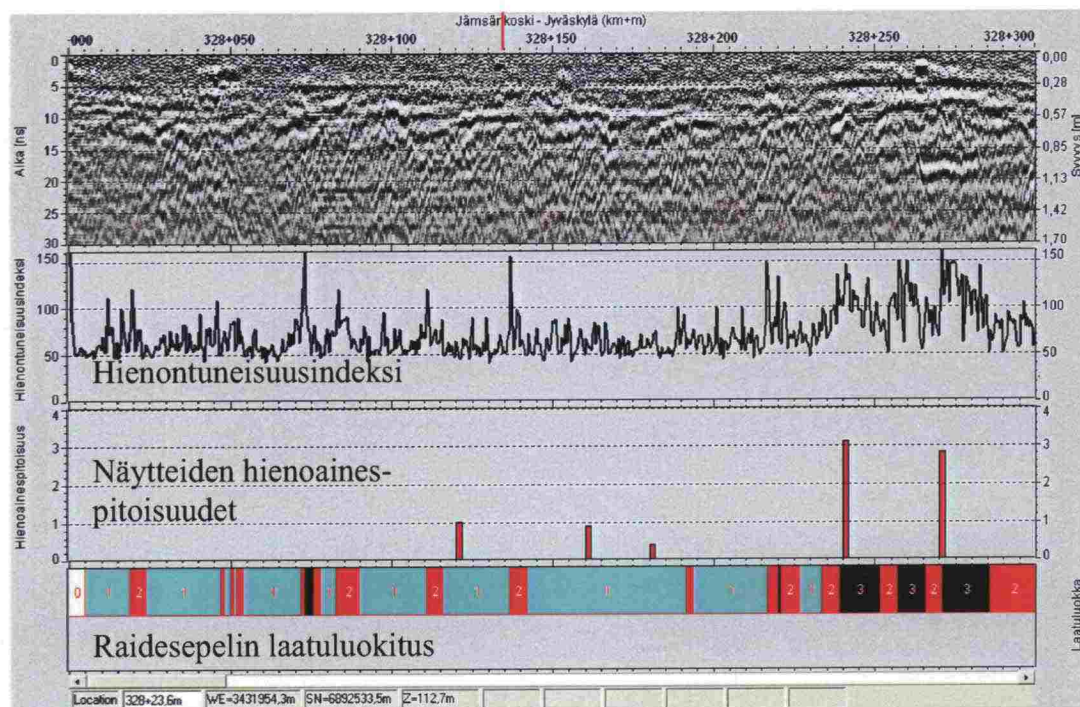 Jämsänkoski - Jyväskylä (km+m)
000 328+050 328+100 328+150 328+200 328+250 328+300
Aika [ns]
0
5
10
15
20
25
30
0,00
0,28
0,57
0,85
1,13
1,42
1,70
Syvyys [m]
Hienontuneisuusindeksi
150
100
50
0
Hienontuneisuusindeksi
150
100
50
0
Hienoainespitoisuus
4
3
2
1
0
Näytteiden hienoaines-
pitoisuudet
4
3
2
1
0
0 1 2 1 1 2 1 2 1 2 1 1 2 3 2 3 2 3 2
Laatuluokka
Raidesepelin laatuluokitus
Location 328+23,6m WE=3431954,3m SN=6892533,5m Z=112,7m